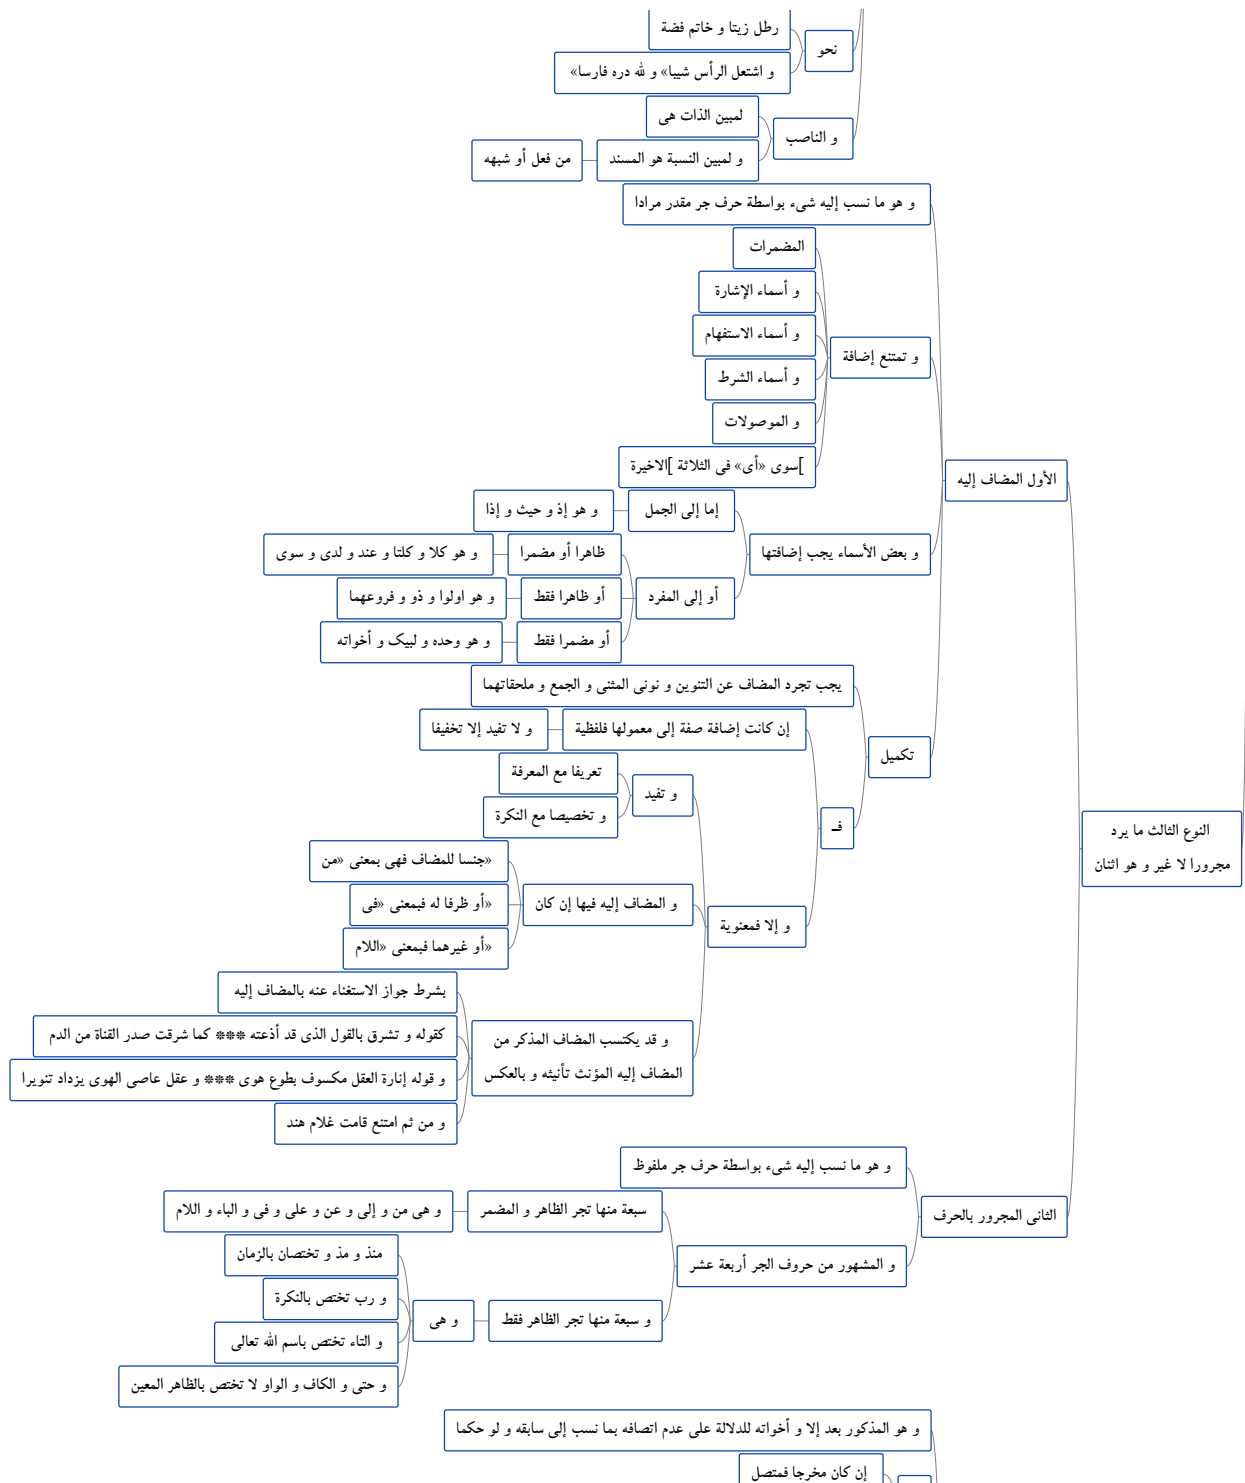 نحو
رطل زيتا و خاتم فضة
و اشتعل الرأس شيبا» و لله دره فارسا»
و الناصب
لمبين الذات هى
و لمبين النسبة هو المسند
من فعل أو شبهه
النوع الثالث ما يرد
مجرورا لا غير و هو اثنان
الأول المضاف إليه
و هو ما نسب إليه شىء بواسطة حرف جر مقدر مرادا
و تمتنع إضافة
المضمرات
و أسماء الإشارة
و أسماء الاستفهام
و أسماء الشرط
و الموصولات
]سوى «أى» فى الثلاثة ]الاخيرة
و بعض الأسماء يجب إضافتها
إما إلى الجمل
و هو إذ و حيث و إذا
أو إلى المفرد
ظاهرا أو مضمرا
و هو كلا و كلتا و عند و لدى و سوى
أو ظاهرا فقط
و هو اولوا و ذو و فروعهما
أو مضمرا فقط
و هو وحده و لبيک و أخواته
تكميل
يجب تجرد المضاف عن التنوين و نونى المثنى و الجمع و ملحقاتهما
فـ
إن كانت إضافة صفة إلى معمولها فلفظية
و لا تفيد إلا تخفيفا
و إلا فمعنوية
و تفيد
تعريفا مع المعرفة
و تخصيصا مع النكرة
و المضاف إليه فيها إن كان
«جنسا للمضاف فهى بمعنى «من
«أو ظرفا له فبمعنى «فى
«أو غيرهما فبمعنى «اللام
و قد يكتسب المضاف المذكر من
المضاف إليه المؤنث تأنيثه و بالعكس
بشرط جواز الاستغناء عنه بالمضاف إليه
كقوله و تشرق بالقول الذى قد أذعته *** كما شرقت صدر القناة من الدم
و قوله إنارة العقل مكسوف بطوع هوى *** و عقل عاصى الهوى يزداد تنويرا
و من ثم امتنع قامت غلام هند
الثانى المجرور بالحرف
و هو ما نسب إليه شىء بواسطة حرف جر ملفوظ
و المشهور من حروف الجر أربعة عشر
سبعة منها تجر الظاهر و المضمر
و هى من و إلى و عن و على و فى و الباء و اللام
و سبعة منها تجر الظاهر فقط
و هى
منذ و مذ و تختصان بالزمان
و رب تختص بالنكرة
و التاء تختص باسم الله تعالى
و حتى و الكاف و الواو لا تختص بالظاهر المعين
و هو المذكور بعد إلا و أخواته للدلالة على عدم اتصافه بما نسب إلى سابقه و لو حكما
إن كان مخرجا فمتصل